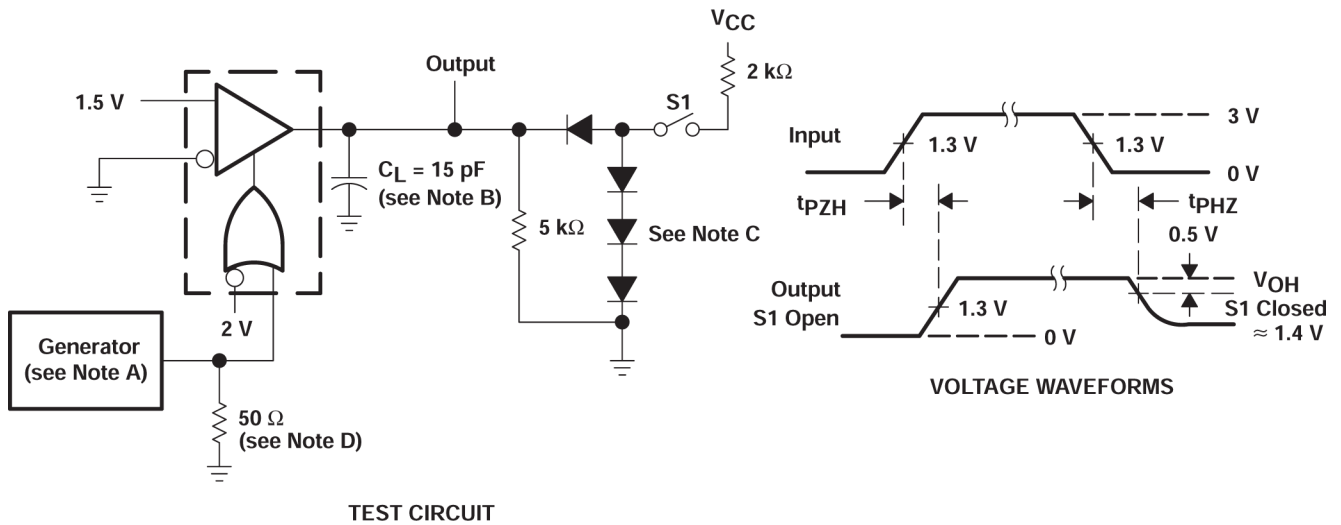 VCC
2 kΩ
Output
S1
1.5 V
CL = 15 pF
(see Note B)
5 kΩ
See Note C
2 V
Generator
(see Note A)
50 Ω
(see Note D)
TEST CIRCUIT
Input
3 V
1.3 V
1.3 V
0 V
tPZH
tPHZ
0.5 V
Output
S1 Open
1.3 V
0 V
VOH
S1 Closed
≈ 1.4 V
VOLTAGE WAVEFORMS